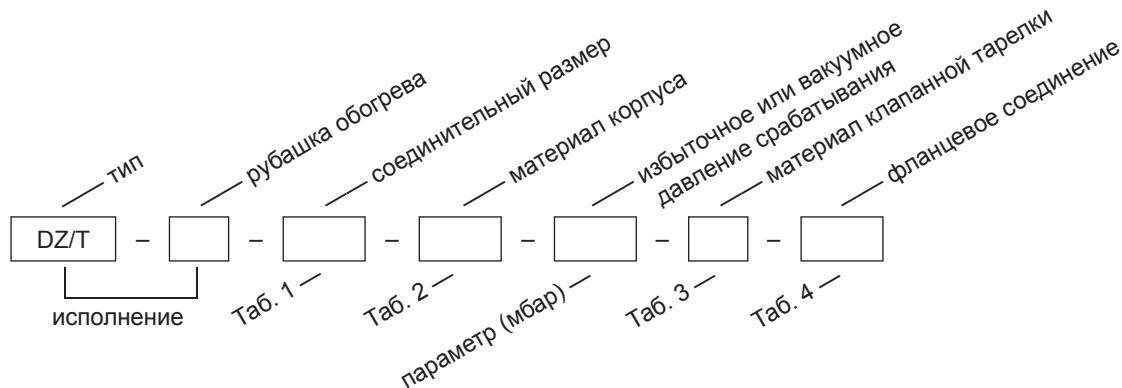 тип
рубашка обогрева
соединительный размер
материал корпуса
избыточное или вакуумное
давление срабатывания
материал клапанной тарелки
фланцевое соединение
DZ/T – – – – – –
исполнение
Таб. 1
Таб. 2
параметр (мбар)
Таб. 3
Таб. 4